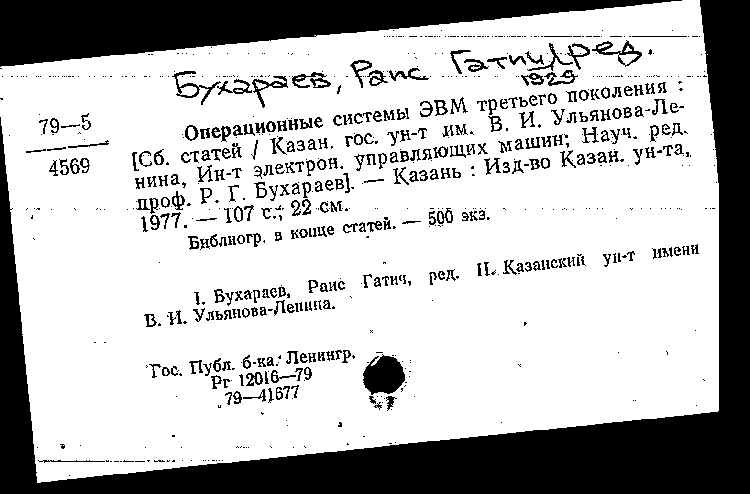 Бухараев, Раис Гатич, ред.
1929
79—5
4569
Операционные системы ЭВМ третьего поколения :
[Сб. статей / Казан. гос. ун-т им. В. И. Ульянова-Ле-
нина, Ин-т электрон. управляющих машин; Науч. ред.
проф. Р. Г. Бухараев]. — Казань : Изд-во Казан. ун-та,
1977. — 107 с.; 22 см.
Библиогр. в конце статей. — 500 экз.
I. Бухараев, Раис Гатич, ред. II. Казанский ун-т имени
В. И. Ульянова-Ленина.
Гос. Публ. б-ка. Ленингр.
Рг 12016—79
79—41677